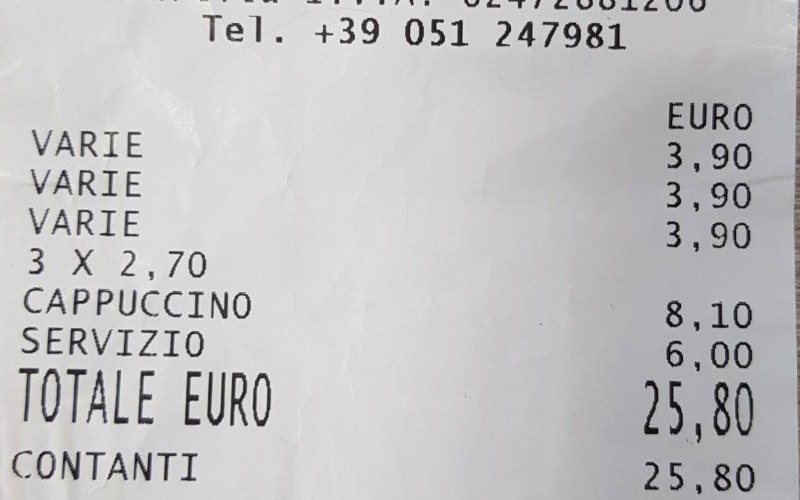 Tel. +39 051 247981
EURO
VARIE 3,90
VARIE 3,90
VARIE 3,90
3 X 2,70
CAPPUCCINO 8,10
SERVIZIO 6,00
TOTALE EURO 25,80
CONTANTI 25,80